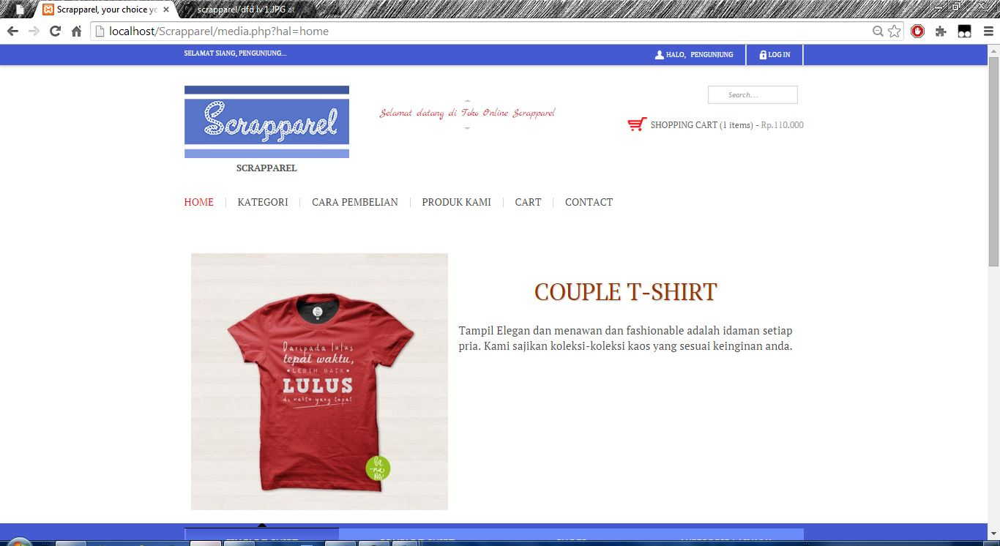 Scrapparel, your choice yo
scrapparel/dfd lv 1.JPG at
localhost/Scrapparel/media.php?hal=home
SELAMAT SIANG, PENGUNJUNG...
HALO, PENGUNJUNG
LOG IN
Scrapparel
Selamat datang di Toko Online Scrapparel
Search...
SHOPPING CART (1 items) - Rp.110.000
SCRAPPAREL
HOME
KATEGORI
CARA PEMBELIAN
PRODUK KAMI
CART
CONTACT
COUPLE T-SHIRT
Tampil Elegan dan menawan dan fashionable adalah idaman setiap
pria. Kami sajikan koleksi-koleksi kaos yang sesuai keinginan anda.
Daripada lulus
tepat waktu,
LEBIH BAIK
LULUS
di waktu yang tepat